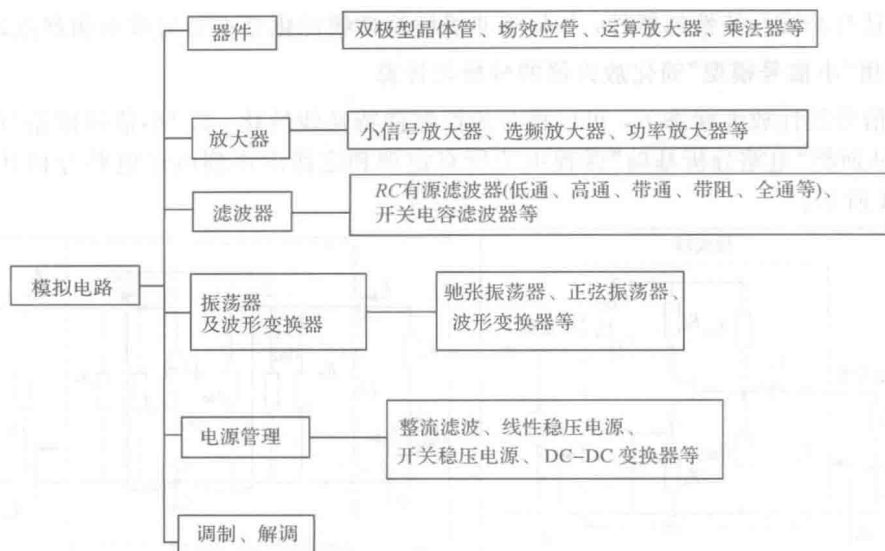 器件
双极型晶体管、场效应管、运算放大器、乘法器等
放大器
小信号放大器、选频放大器、功率放大器等
滤波器
RC有源滤波器(低通、高通、带通、带阻、全通等)、
开关电容滤波器等
模拟电路
振荡器
及波形变换器
驰张振荡器、正弦振荡器、
波形变换器等
电源管理
整流滤波、线性稳压电源、
开关稳压电源、DC-DC 变换器等
调制、解调